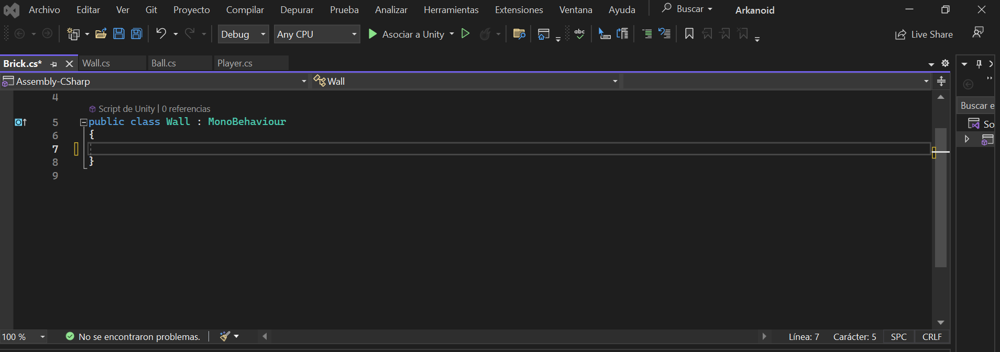 Archivo Editar Ver Git Proyecto Compilar Depurar Prueba Analizar Herramientas Extensiones Ventana Ayuda Buscar Arkanoid
Debug Any CPU Asociar a Unity abc Live Share
Brick.cs* Wall.cs Ball.cs Player.cs
Assembly-CSharp Wall
4
Script de Unity | 0 referencias
5 public class Wall : MonoBehaviour
6 {
7
8 }
9
Buscar e
So
100 % No se encontraron problemas. Línea: 7 Carácter: 5 SPC CRLF